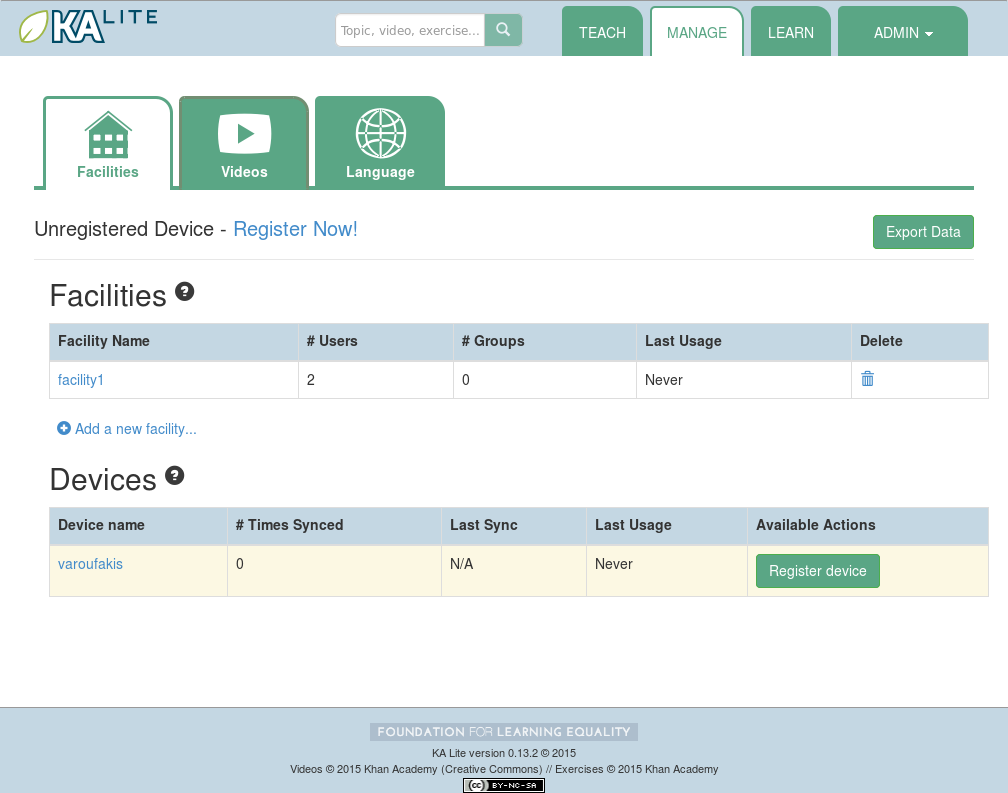 KA LITE
Topic, video, exercise...
TEACH
MANAGE
LEARN
ADMIN
Facilities
Videos
Language
Unregistered Device - Register Now!
Export Data
Facilities ?
Facility Name # Users # Groups Last Usage Delete
facility1 2 0 Never
Add a new facility...
Devices ?
Device name # Times Synced Last Sync Last Usage Available Actions
varoufakis 0 N/A Never Register device
FOUNDATION FOR LEARNING EQUALITY
KA Lite version 0.13.2 © 2015
Videos © 2015 Khan Academy (Creative Commons) // Exercises © 2015 Khan Academy
cc BY-NC-SA